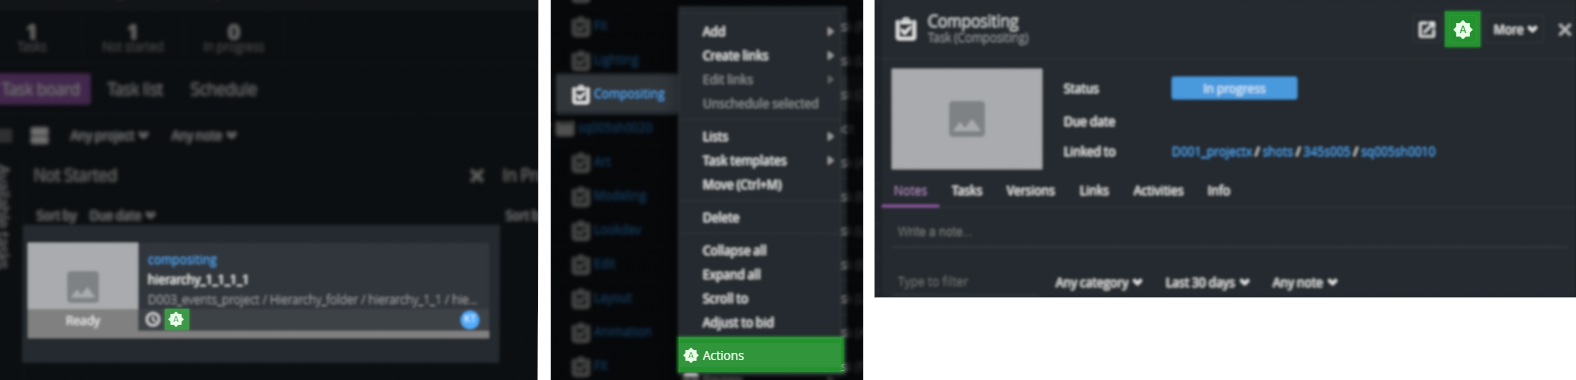 1 1 0
Tasks Not started In progress
Task board Task list Schedule
Any project Any note
Available tasks
Not Started In Pr
Sort by Due date Sort b
compositing
hierarchy_1_1_1_1
D003_events_project / Hierarchy_folder / hierarchy_1_1 / hie...
Ready A KT
FX
Lighting
Compositing
sq005sh0020
Art
Modeling
Lookdev
Edit
Layout
Animation
FX
Add
Create links
Edit links
Unschedule selected
Lists
Task templates
Move (Ctrl+M)
Delete
Collapse all
Expand all
Scroll to
Adjust to bid
A Actions
Compositing
Task (Compositing)
A More
Status In progress
Due date
Linked to D001_projectx / shots / 345s005 / sq005sh0010
Notes Tasks Versions Links Activities Info
Write a note...
Type to filter Any category Last 30 days Any note